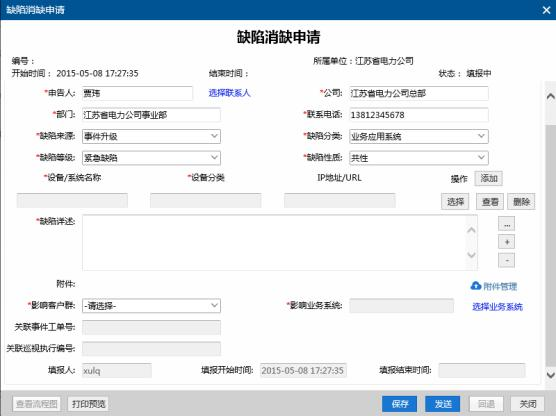 缺陷消缺申请
缺陷消缺申请
编号： 所属单位：江苏省电力公司
开始时间： 2015-05-08 17:27:35 结束时间： 状态： 填报中
*申告人: 贾玮 选择联系人 *公司: 江苏省电力公司总部
*部门: 江苏省电力公司事业部 *联系电话: 13812345678
*缺陷来源: 事件升级 *缺陷分类: 业务应用系统
*缺陷等级: 紧急缺陷 *缺陷性质: 共性
*设备/系统名称 *设备分类 IP地址/URL 操作 添加
选择 查看 删除
*缺陷详述: ...
+
-
附件: 附件管理
*影响客户群: -请选择- *影响业务系统: 选择业务系统
关联事件工单号:
关联巡视执行编号:
填报人: xulq 填报开始时间: 2015-05-08 17:27:35 填报结束时间:
查看流程图 打印预览 保存 发送 回退 关闭